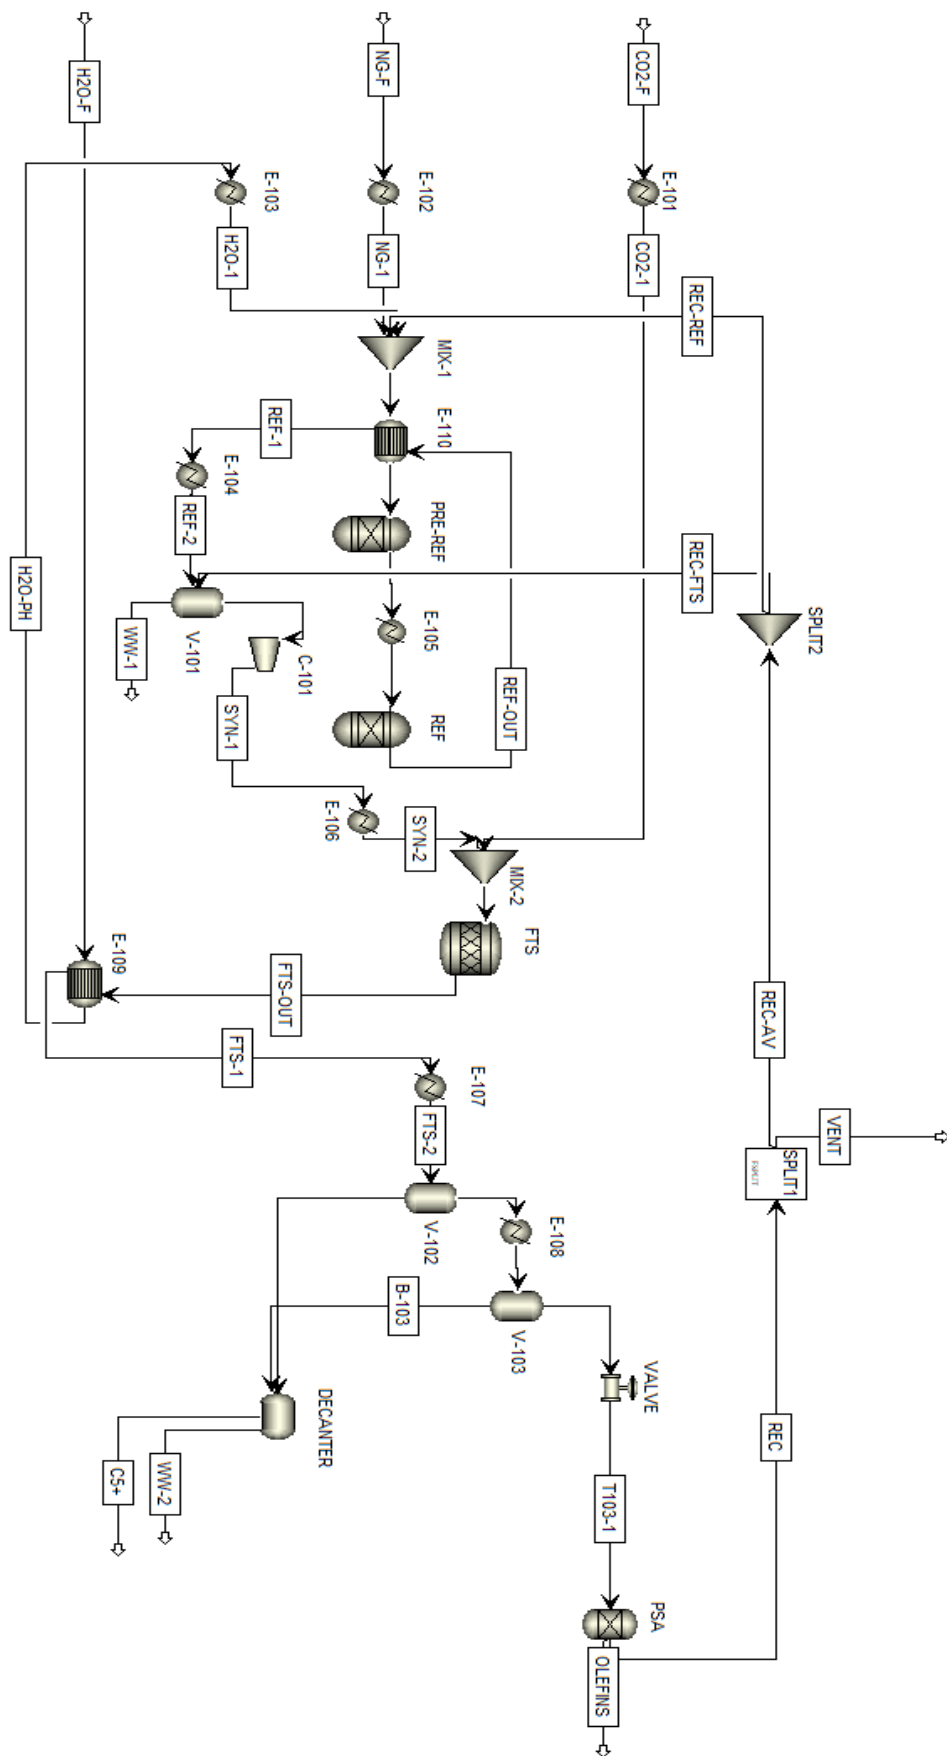 CO2-F
E-101
CO2-1
NG-F
E-102
NG-1
H2O-F
E-103
H2O-1
REC-REF
MIX-1
E-110
REF-1
E-104
REF-2
PRE-REF
E-105
REF
REF-OUT
REC-FTS
SPLIT2
V-101
WW-1
C-101
SYN-1
E-106
SYN-2
MIX-2
FTS
FTS-OUT
H2O-PH
E-109
FTS-1
E-107
FTS-2
V-102
E-108
V-103
B-103
DECANTER
C5+
WW-2
VALVE
T103-1
PSA
OLEFINS
REC
SPLIT1
FSPLIT
VENT
REC-AV